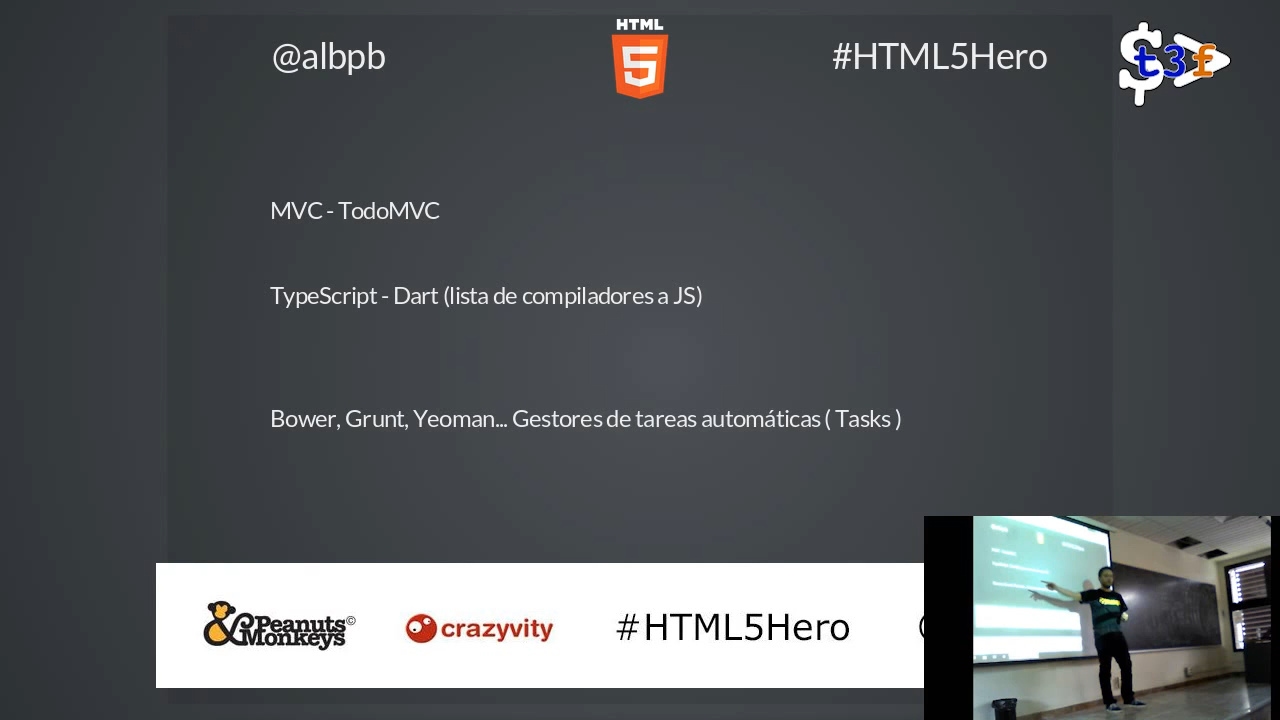 @albpb
HTML
5
#HTML5Hero
$t3f
MVC - TodoMVC
TypeScript - Dart (lista de compiladores a JS)
Bower, Grunt, Yeoman... Gestores de tareas automáticas ( Tasks )
&Peanuts
Monkeys©
crazyvity
#HTML5Hero